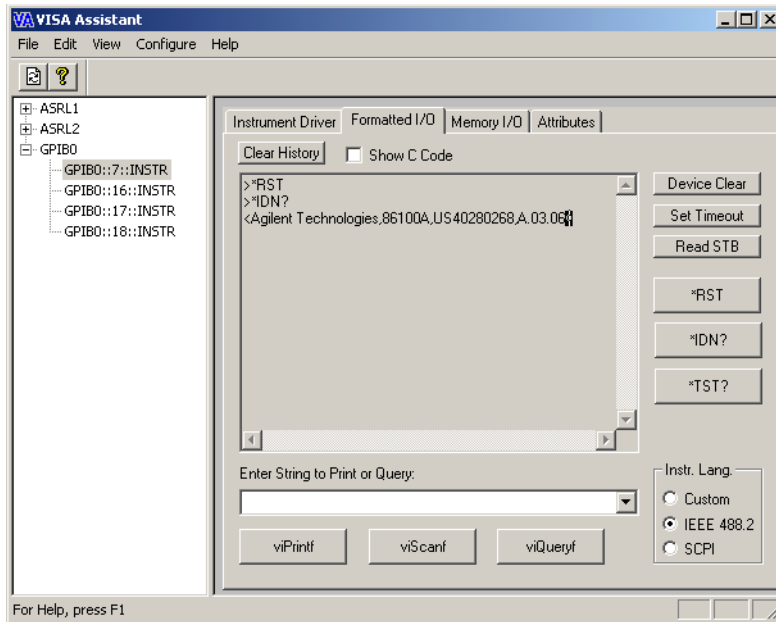 VA VISA Assistant
File Edit View Configure Help
ASRL1
ASRL2
GPIB0
GPIB0::7::INSTR
GPIB0::16::INSTR
GPIB0::17::INSTR
GPIB0::18::INSTR
Instrument Driver Formatted I/O Memory I/O Attributes
Clear History Show C Code
>*RST
>*IDN?
<Agilent Technologies,86100A,US40280268,A.03.06
Device Clear
Set Timeout
Read STB
*RST
*IDN?
*TST?
Enter String to Print or Query:
viPrintf viScanf viQueryf
Instr. Lang.
Custom
IEEE 488.2
SCPI
For Help, press F1